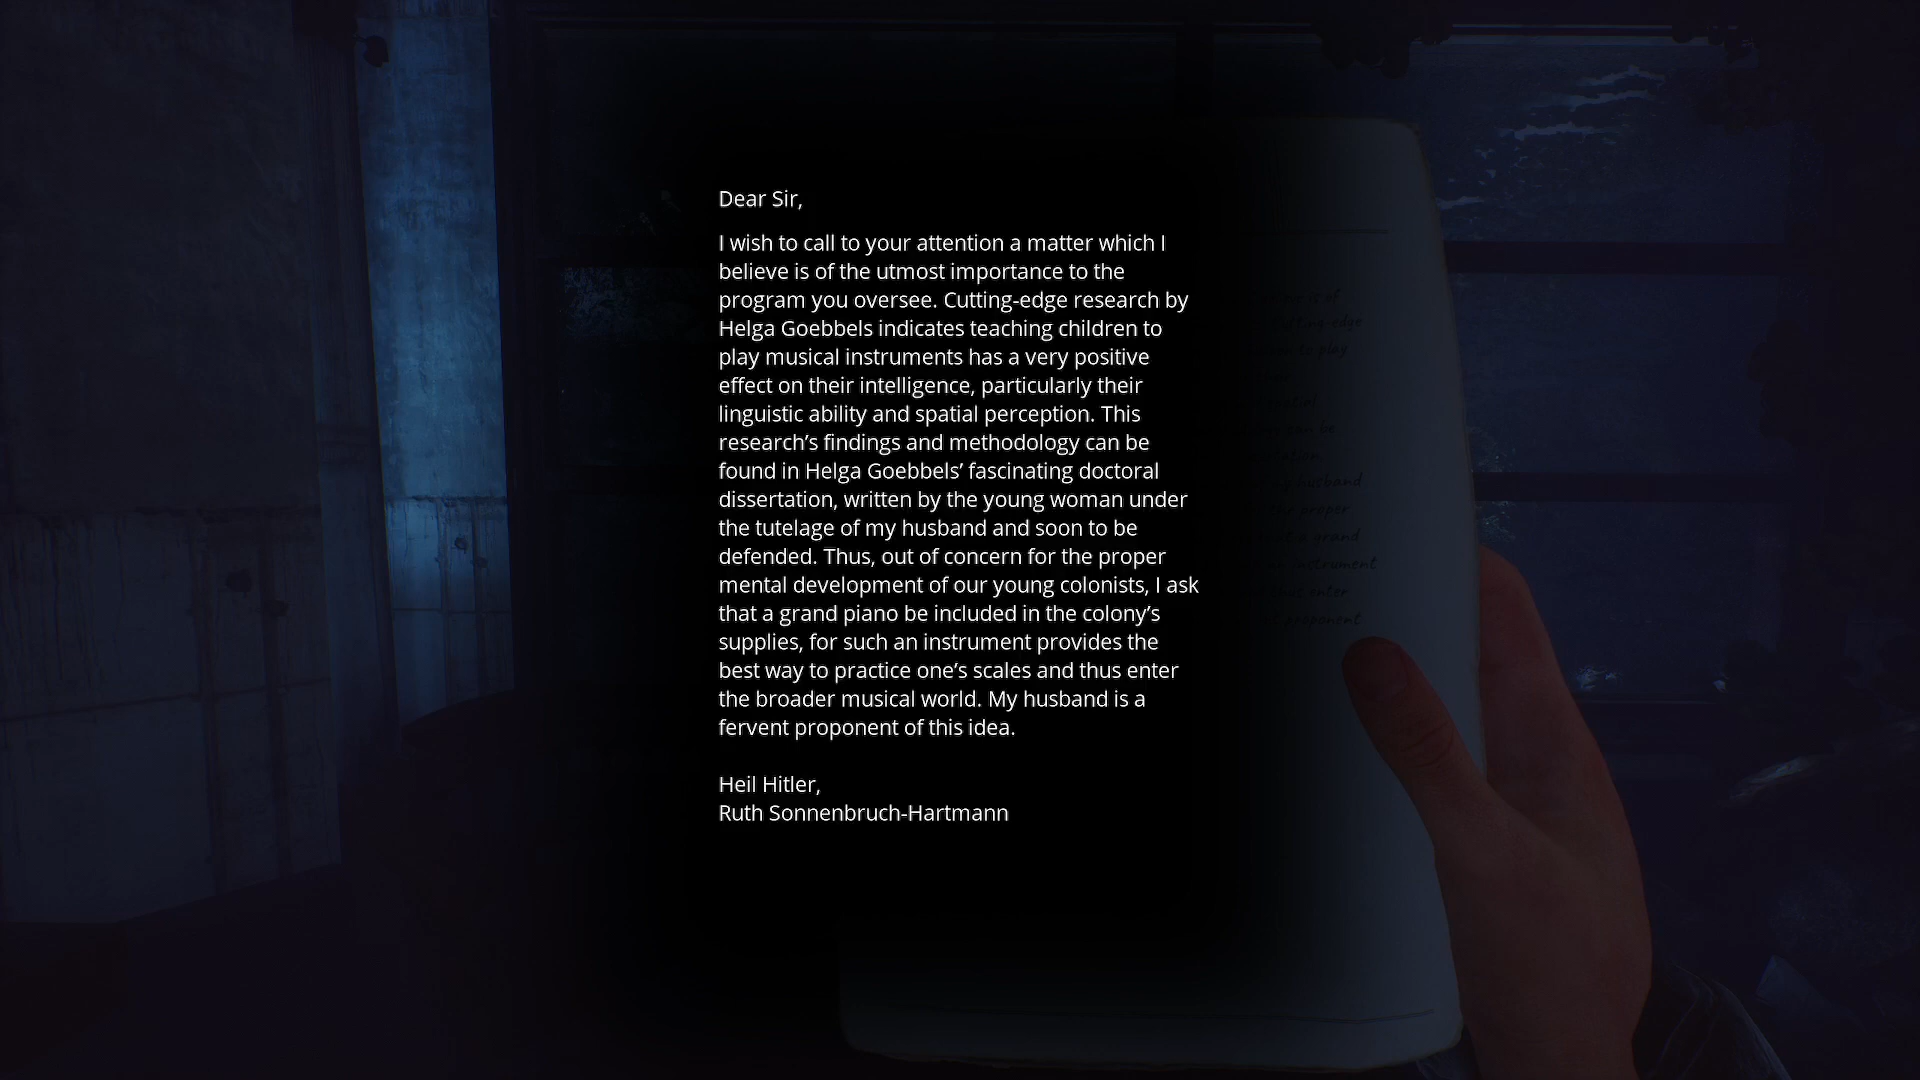 Dear Sir,
I wish to call to your attention a matter which I
believe is of the utmost importance to the
program you oversee. Cutting-edge research by
Helga Goebbels indicates teaching children to
play musical instruments has a very positive
effect on their intelligence, particularly their
linguistic ability and spatial perception. This
research’s findings and methodology can be
found in Helga Goebbels’ fascinating doctoral
dissertation, written by the young woman under
the tutelage of my husband and soon to be
defended. Thus, out of concern for the proper
mental development of our young colonists, I ask
that a grand piano be included in the colony’s
supplies, for such an instrument provides the
best way to practice one’s scales and thus enter
the broader musical world. My husband is a
fervent proponent of this idea.
Heil Hitler,
Ruth Sonnenbruch-Hartmann